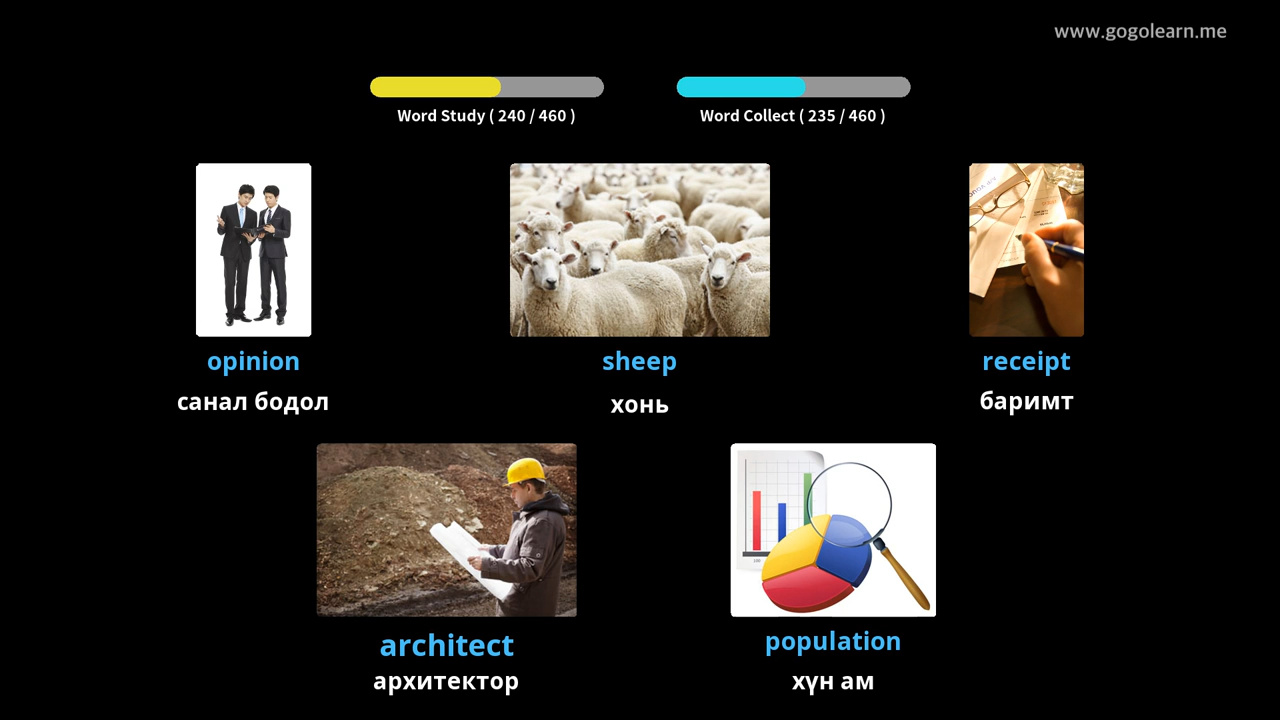 www.gogolearn.me
Word Study ( 240 / 460 )
Word Collect ( 235 / 460 )
opinion
санал бодол
sheep
хонь
receipt
баримт
architect
архитектор
population
хүн ам